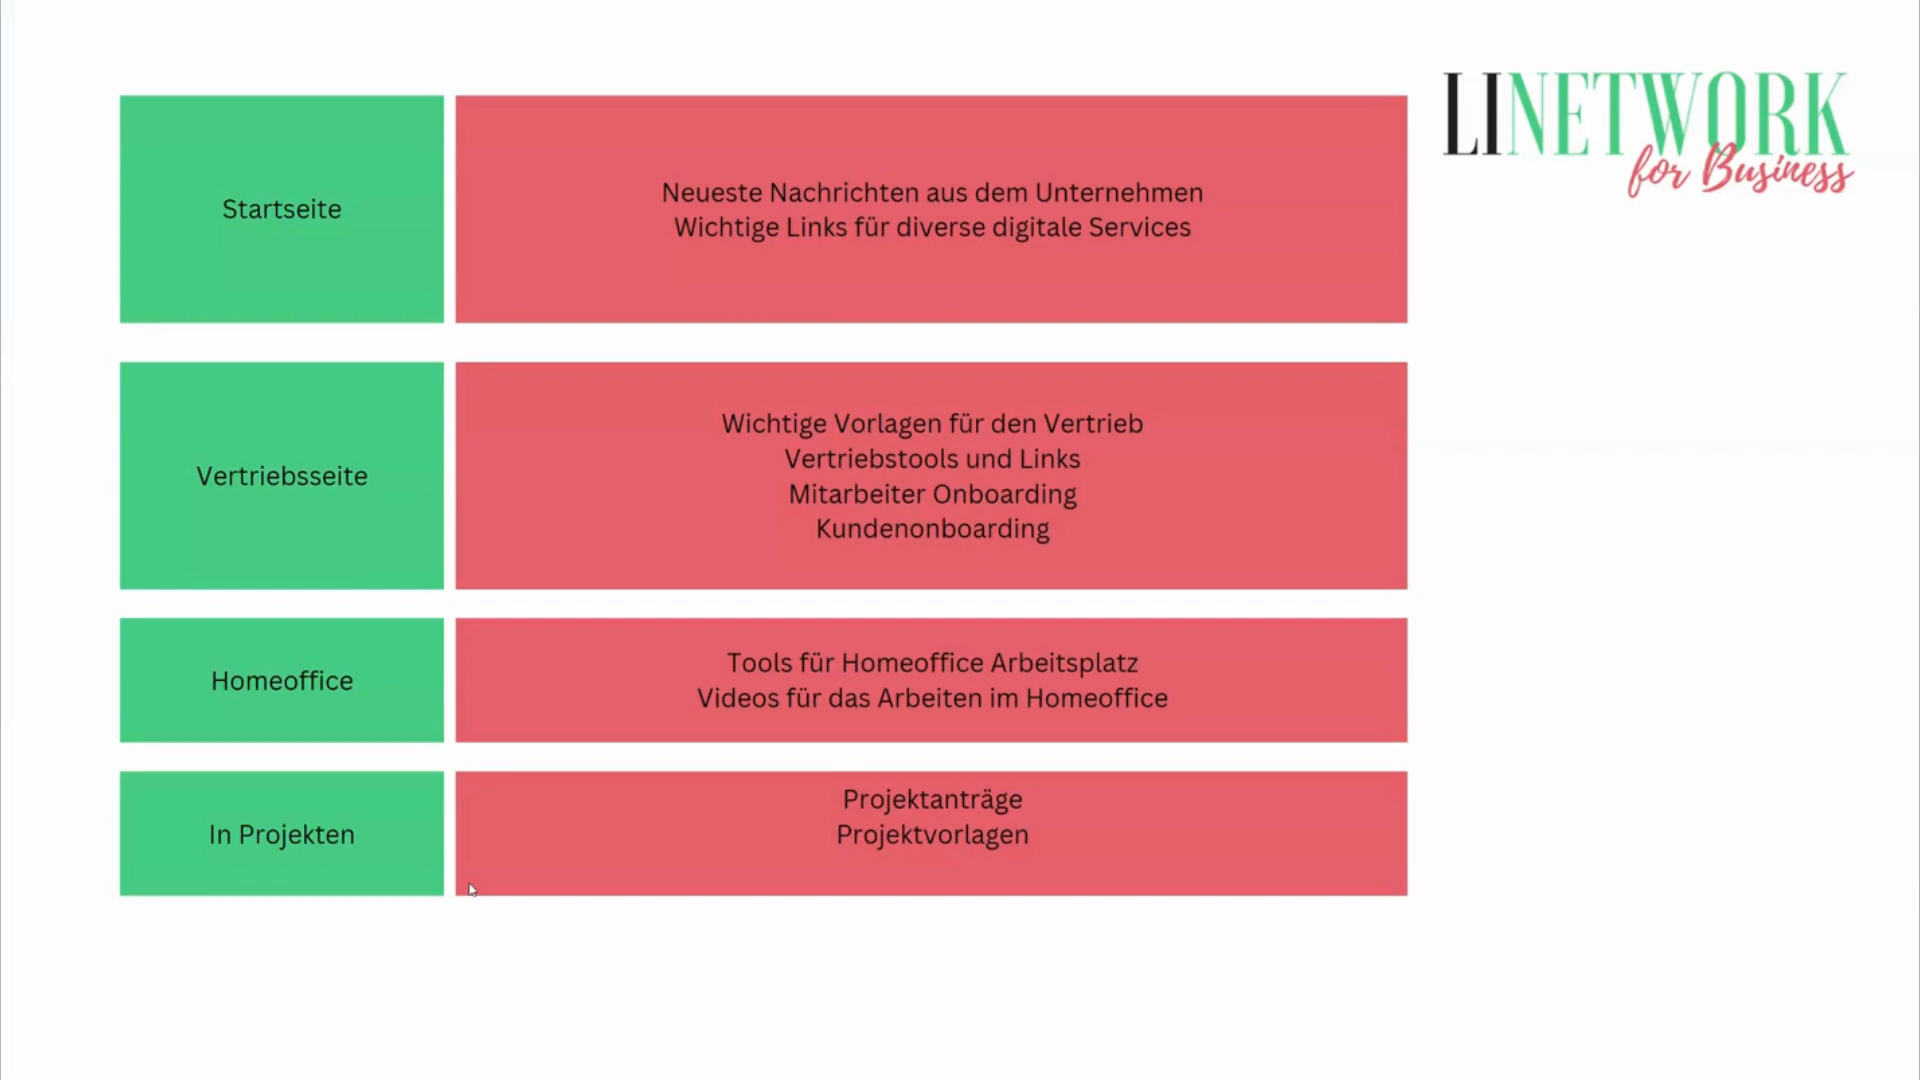 LINETWORK
for Business
Startseite
Neueste Nachrichten aus dem Unternehmen
Wichtige Links für diverse digitale Services
Vertriebsseite
Wichtige Vorlagen für den Vertrieb
Vertriebstools und Links
Mitarbeiter Onboarding
Kundenonboarding
Homeoffice
Tools für Homeoffice Arbeitsplatz
Videos für das Arbeiten im Homeoffice
In Projekten
Projektanträge
Projektvorlagen